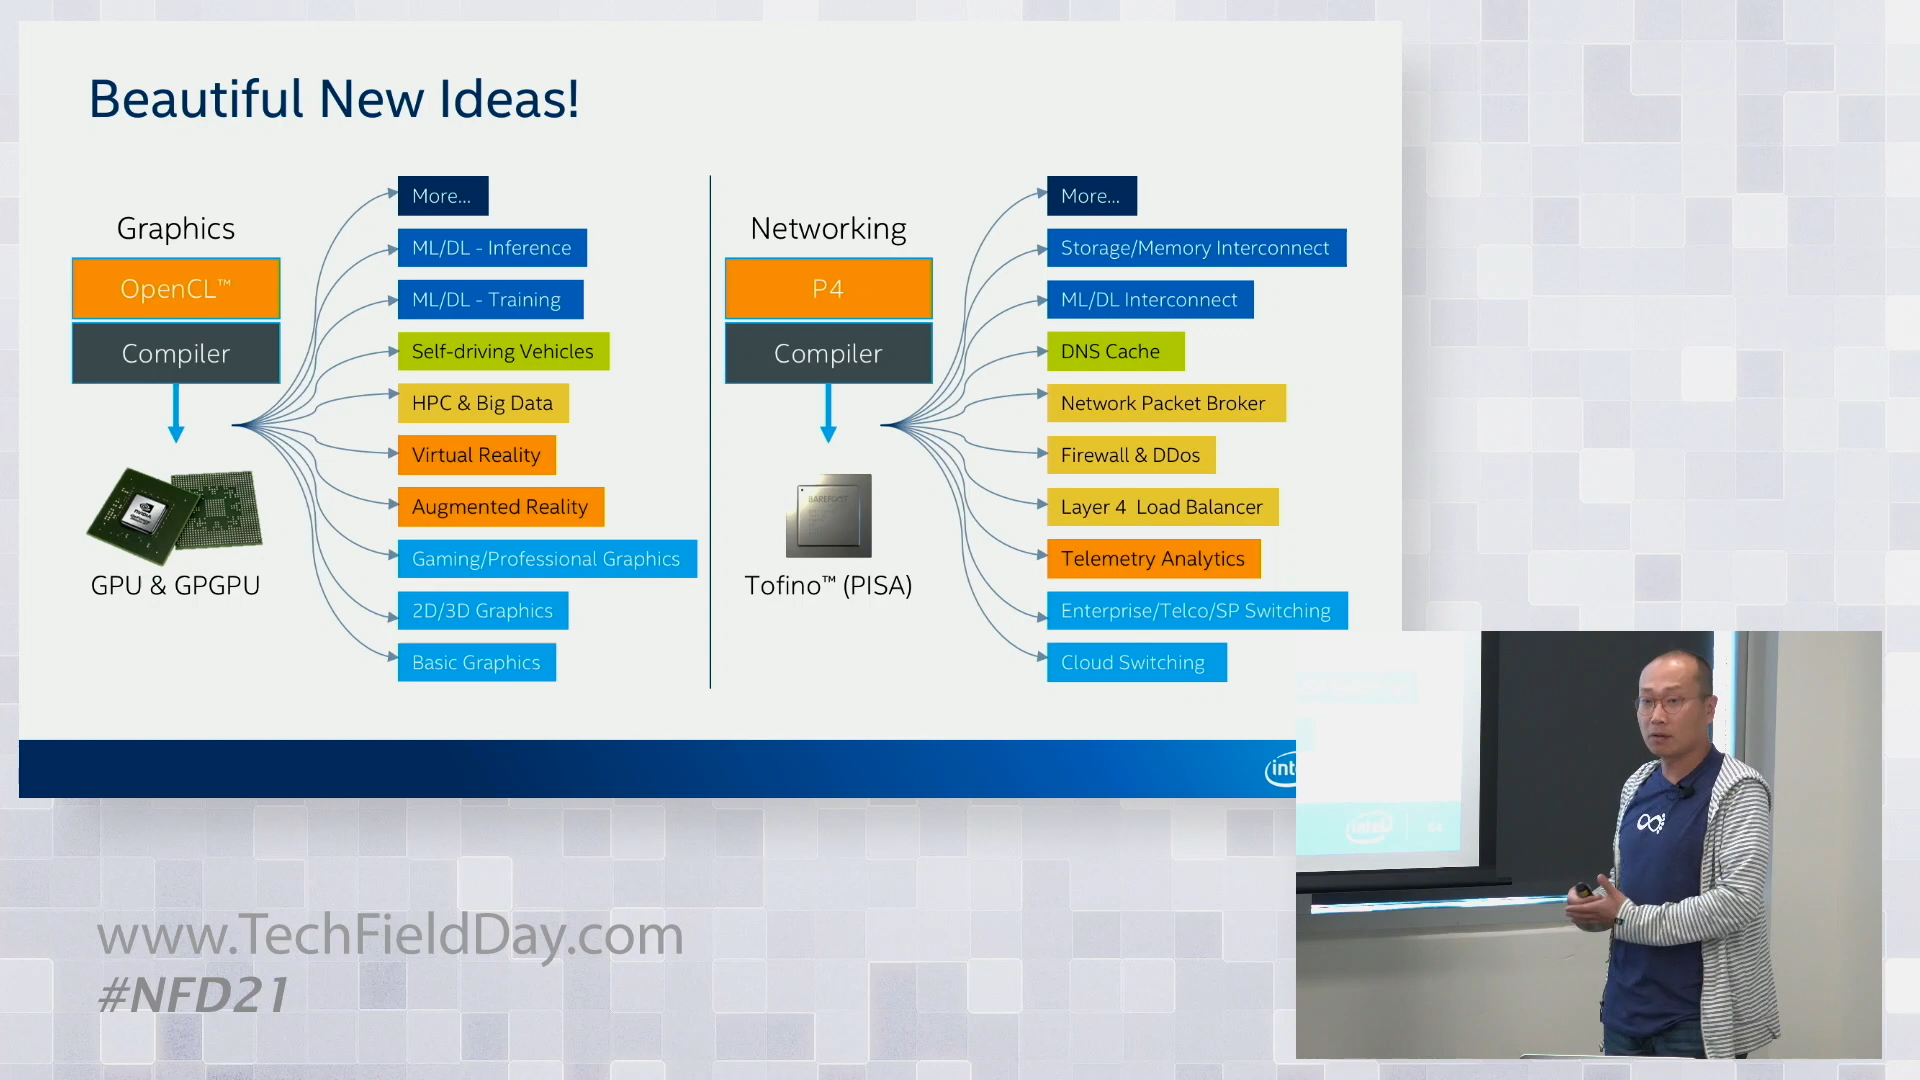 Beautiful New Ideas!
Graphics
OpenCL™
Compiler
GPU & GPGPU
More...
ML/DL - Inference
ML/DL - Training
Self-driving Vehicles
HPC & Big Data
Virtual Reality
Augmented Reality
Gaming/Professional Graphics
2D/3D Graphics
Basic Graphics
Networking
P4
Compiler
BAREFOOT
Tofino™ (PISA)
More...
Storage/Memory Interconnect
ML/DL Interconnect
DNS Cache
Network Packet Broker
Firewall & DDos
Layer 4 Load Balancer
Telemetry Analytics
Enterprise/Telco/SP Switching
Cloud Switching
intel
www.TechFieldDay.com
#NFD21